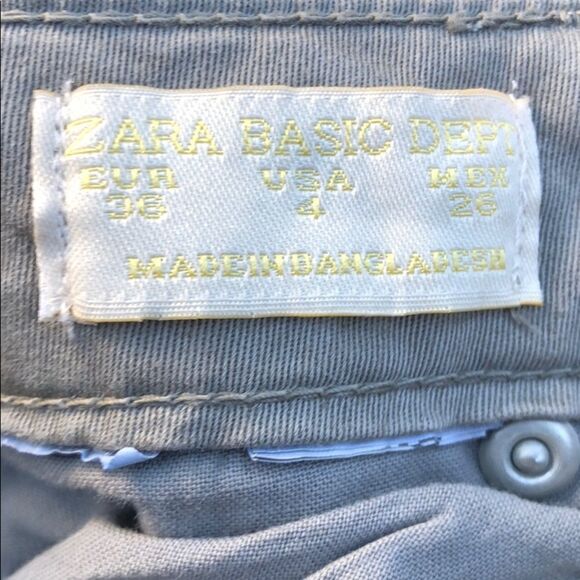 ZARA BASIC DEPT
EUR USA MEX
36 4 26
MADE IN BANGLADESH